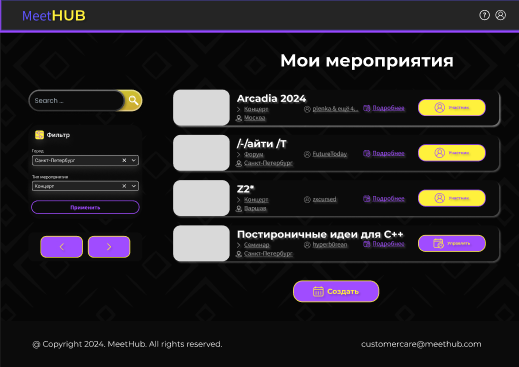 MeetHUB
Мои мероприятия
Search ...
Фильтр
Город
Санкт-Петербург
Тип мероприятия
Концерт
Применить
Arcadia 2024
Концерт plenka & ещё 4... Подробнее
Москва
Участник
/-/айти /Т
Форум FutureToday Подробнее
Санкт-Петербург
Участник
Z2*
Концерт zxcursed Подробнее
Варшава
Участник
Постироничные идеи для C++
Семинар hyperb0rean Подробнее
Санкт-Петербург
Управлять
Создать
@ Copyright 2024. MeetHub. All rights reserved.
customercare@meethub.com